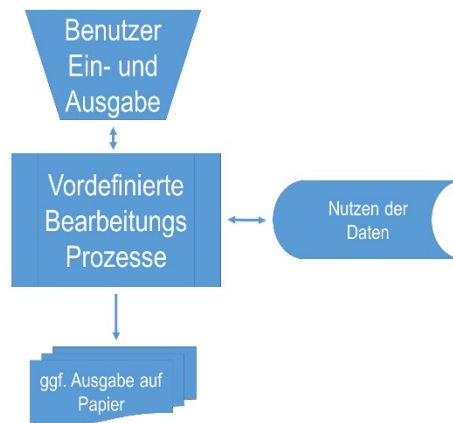 Benutzer
Ein- und
Ausgabe
Vordefinierte
Bearbeitungs
Prozesse
Nutzen der
Daten
ggf. Ausgabe auf
Papier